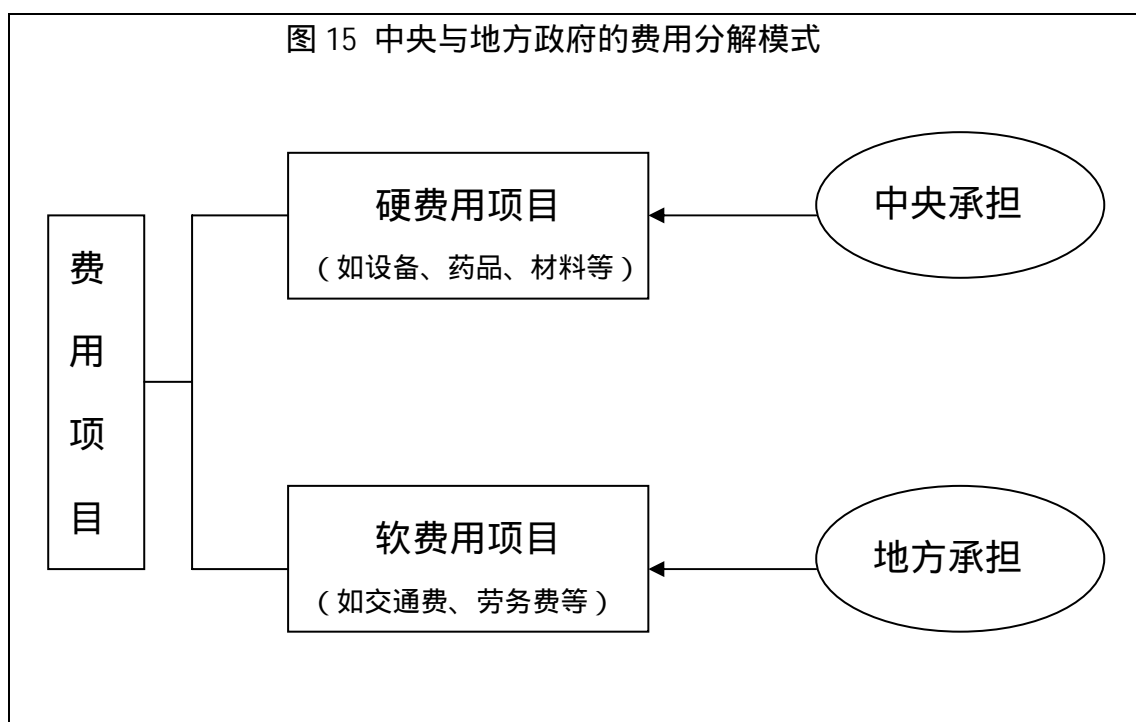 图 15 中央与地方政府的费用分解模式
费用项目
硬费用项目
（如设备、药品、材料等）
中央承担
软费用项目
（如交通费、劳务费等）
地方承担